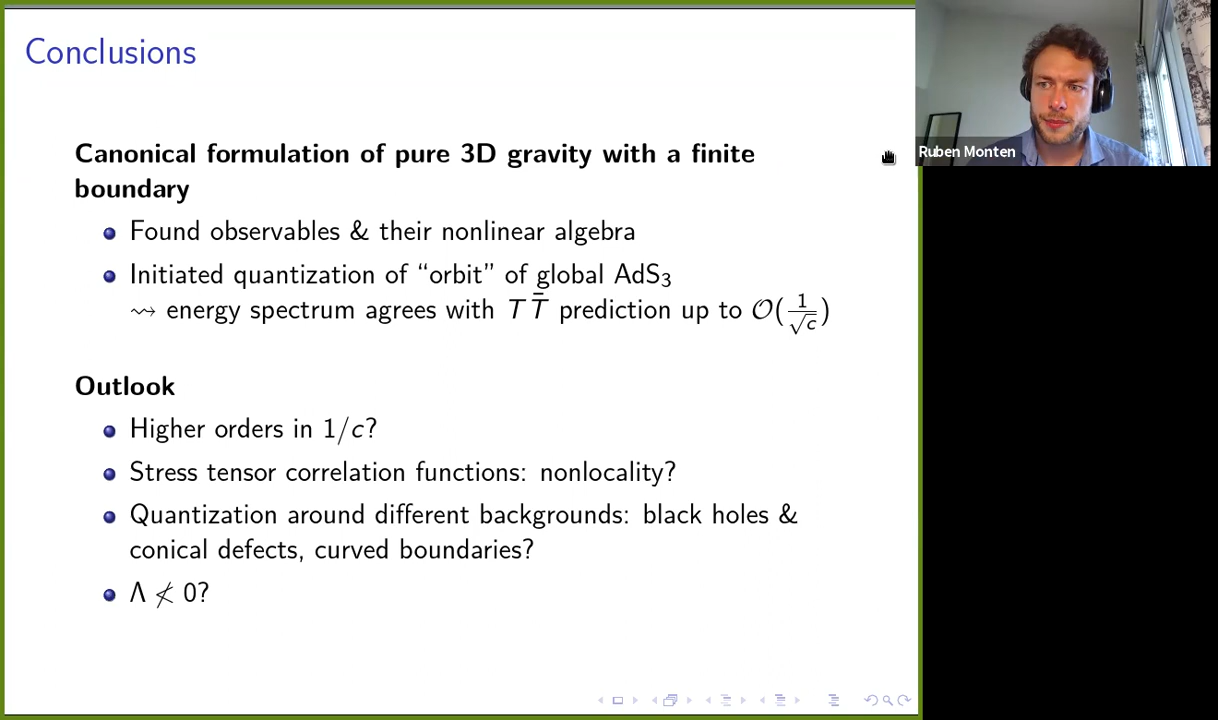 Conclusions
Canonical formulation of pure 3D gravity with a finite
boundary
Found observables & their nonlinear algebra
Initiated quantization of “orbit” of global AdS₃
⇝ energy spectrum agrees with T T̄ prediction up to 𝒪(1/√c)
Outlook
Higher orders in 1/c?
Stress tensor correlation functions: nonlocality?
Quantization around different backgrounds: black holes &
conical defects, curved boundaries?
Λ ≮ 0?
Ruben Monten